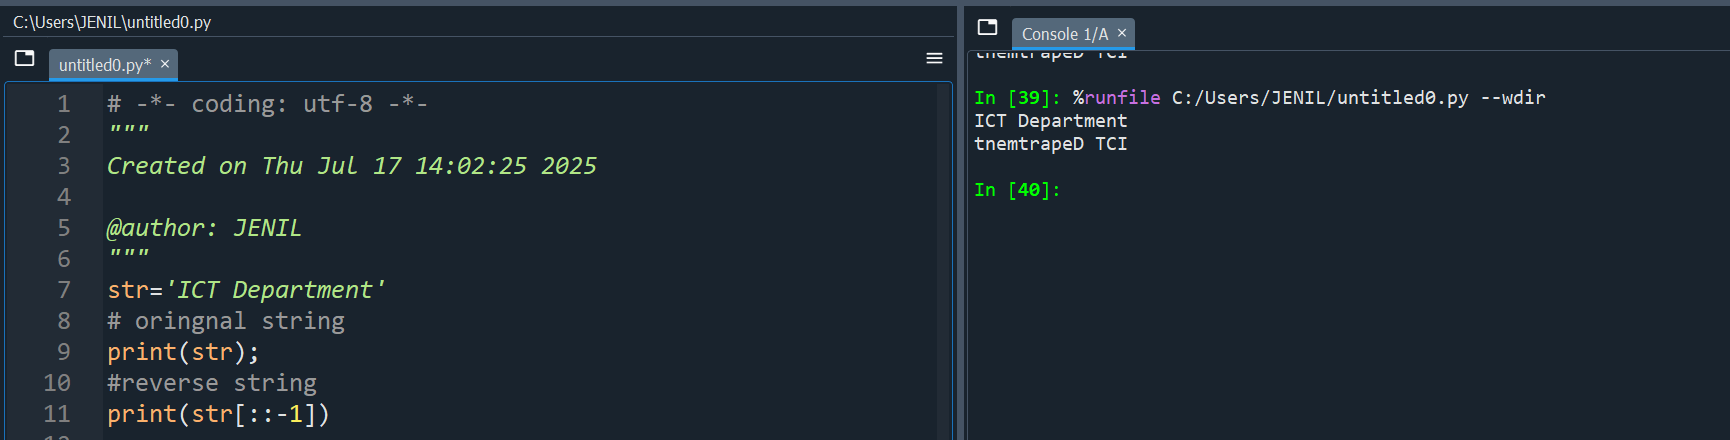 C:\Users\JENIL\untitled0.py
untitled0.py* ×
1 # -*- coding: utf-8 -*-
2 """
3 Created on Thu Jul 17 14:02:25 2025
4
5 @author: JENIL
6 """
7 str='ICT Department'
8 # oringnal string
9 print(str);
10 #reverse string
11 print(str[::-1])
Console 1/A ×
tnemtrapeD TCI
In [39]: %runfile C:/Users/JENIL/untitled0.py --wdir
ICT Department
tnemtrapeD TCI
In [40]: